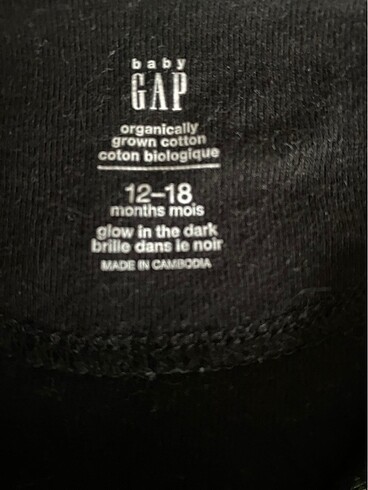 baby
GAP
organically
grown cotton
coton biologique
12–18
months mois
glow in the dark
brille dans le noir
MADE IN CAMBODIA